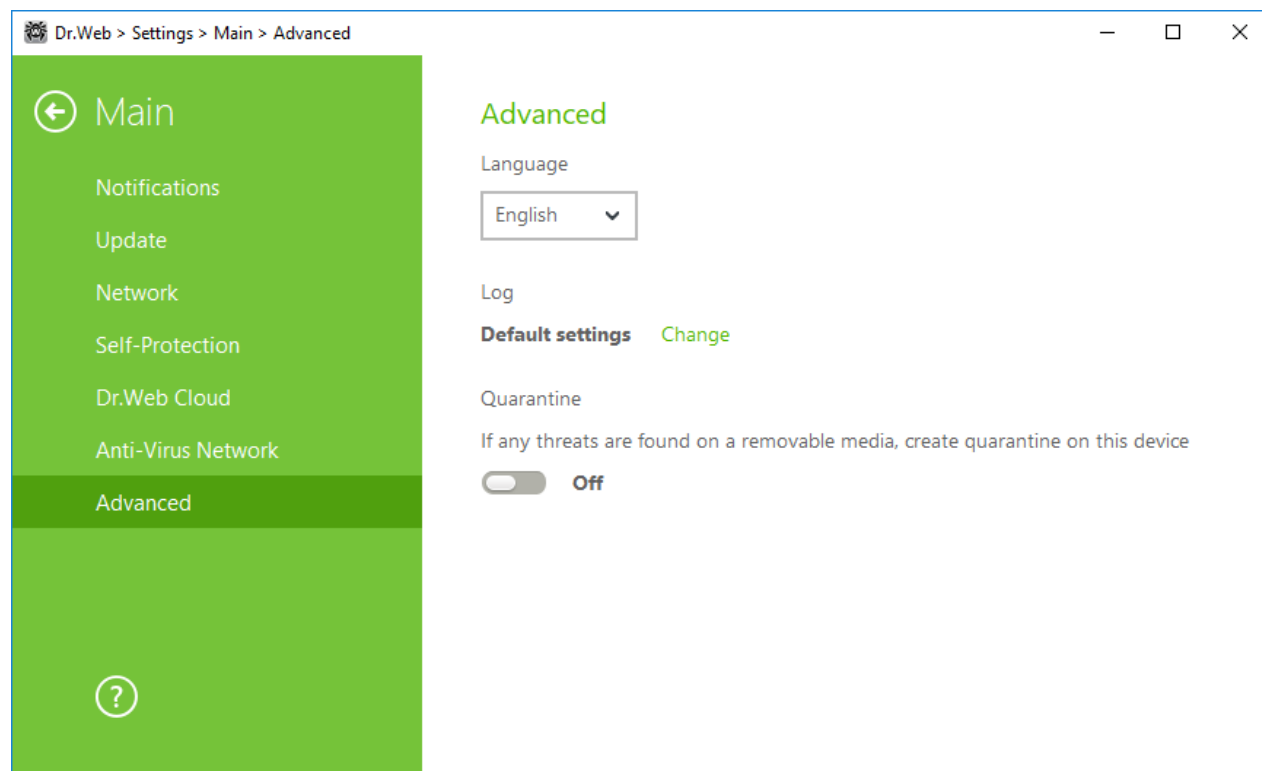 Dr.Web > Settings > Main > Advanced
Main
Notifications
Update
Network
Self-Protection
Dr.Web Cloud
Anti-Virus Network
Advanced
?
Advanced
Language
English
Log
Default settings Change
Quarantine
If any threats are found on a removable media, create quarantine on this device
Off